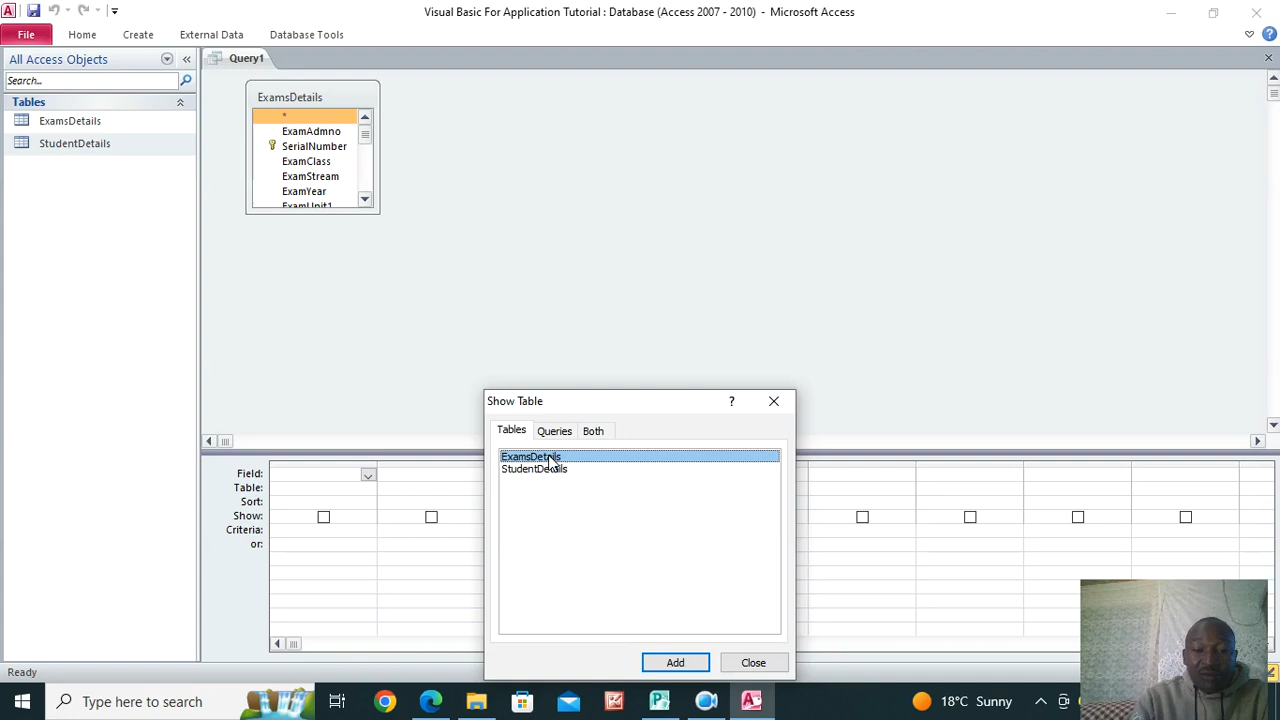 Visual Basic For Application Tutorial : Database (Access 2007 - 2010) - Microsoft Access
File Home Create External Data Database Tools
All Access Objects
Search...
Tables
ExamsDetails
StudentDetails
Query1
ExamsDetails
*
ExamAdmno
SerialNumber
ExamClass
ExamStream
ExamYear
ExamUnit1
Show Table
Tables Queries Both
ExamsDetails
StudentDetails
Add Close
Field:
Table:
Sort:
Show:
Criteria:
or:
Ready
Type here to search
18°C Sunny